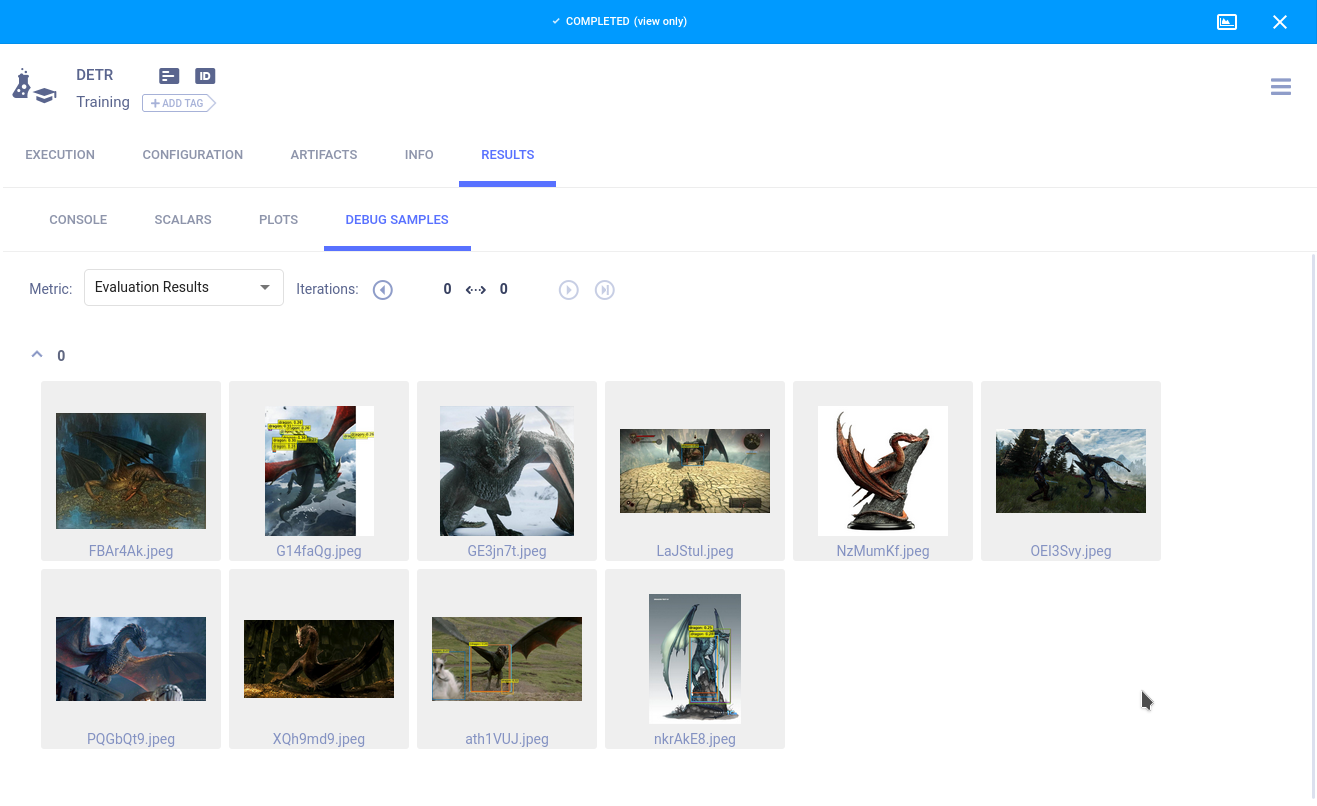 ✓ COMPLETED (view only)
DETR
ID
Training
+ ADD TAG
EXECUTION CONFIGURATION ARTIFACTS INFO RESULTS
CONSOLE SCALARS PLOTS DEBUG SAMPLES
Metric: Evaluation Results Iterations: 0 0
0
FBAr4Ak.jpeg G14faQg.jpeg GE3jn7t.jpeg LaJStul.jpeg NzMumKf.jpeg OEI3Svy.jpeg
PQGbQt9.jpeg XQh9md9.jpeg ath1VUJ.jpeg nkrAkE8.jpeg